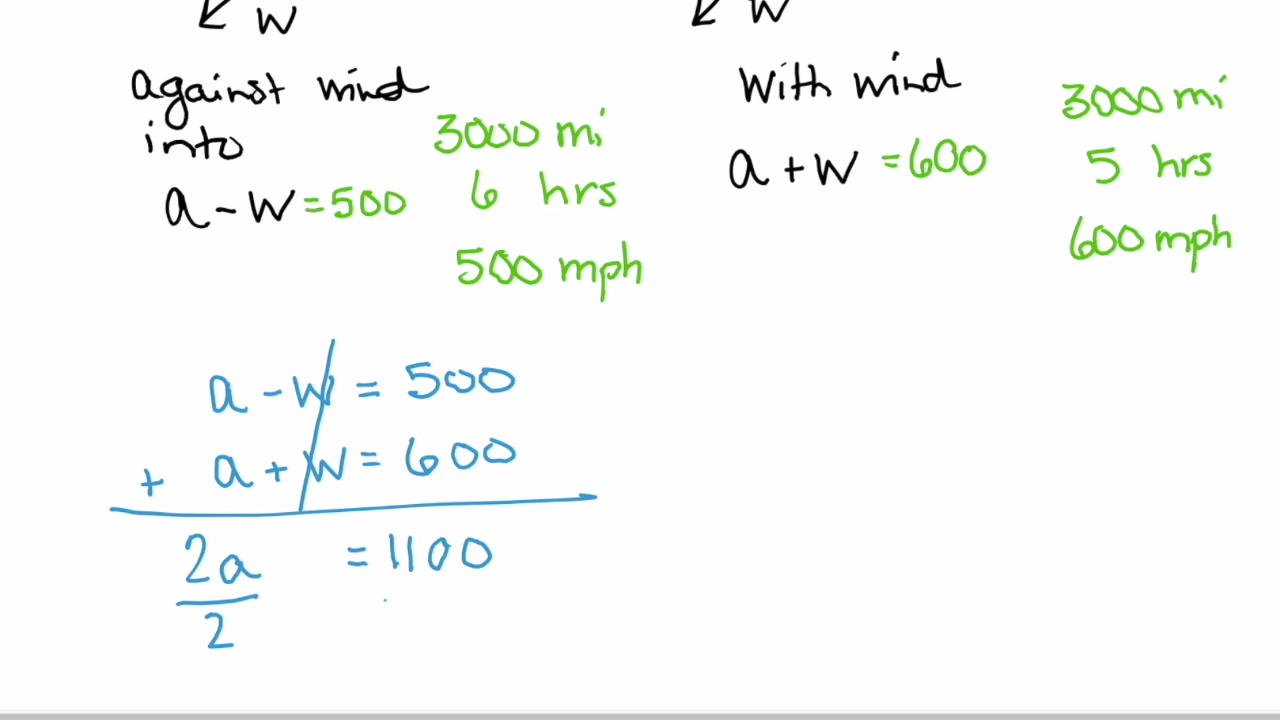 w
against wind
into
3000 mi
a - w = 500
6 hrs
500 mph
w
with wind
3000 mi
a + w = 600
5 hrs
600 mph
a - w = 500
+ a + w = 600
2a = 1100
2